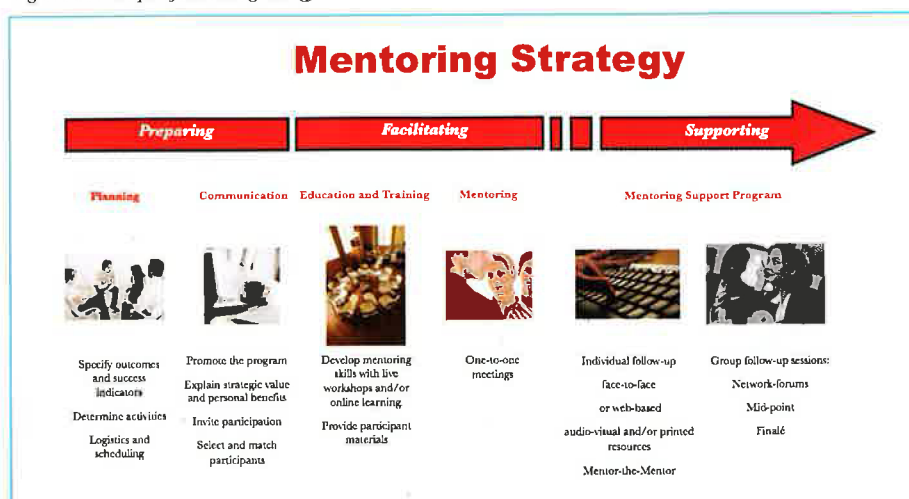 Mentoring Strategy
Preparing
Facilitating
Supporting
Planning
Communication
Education and Training
Mentoring
Mentoring Support Program
Specify outcomes
and success
indicators
Determine activities
Logistics and
scheduling
Promote the program
Explain strategic value
and personal benefits
Invite participation
Select and match
participants
Develop mentoring
skills with live
workshops and/or
online learning.
Provide participant
materials
One-to-one
meetings
Individual follow-up
face-to-face
or web-based
audio-visual and/or printed
resources
Mentor-the-Mentor
Group follow-up sessions:
Network-forums
Mid-point
Finalé